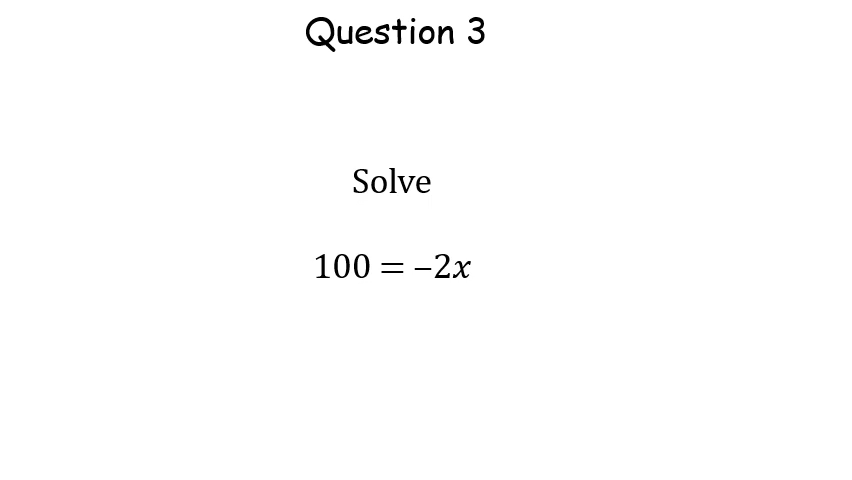 Question 3
Solve
100 = –2x